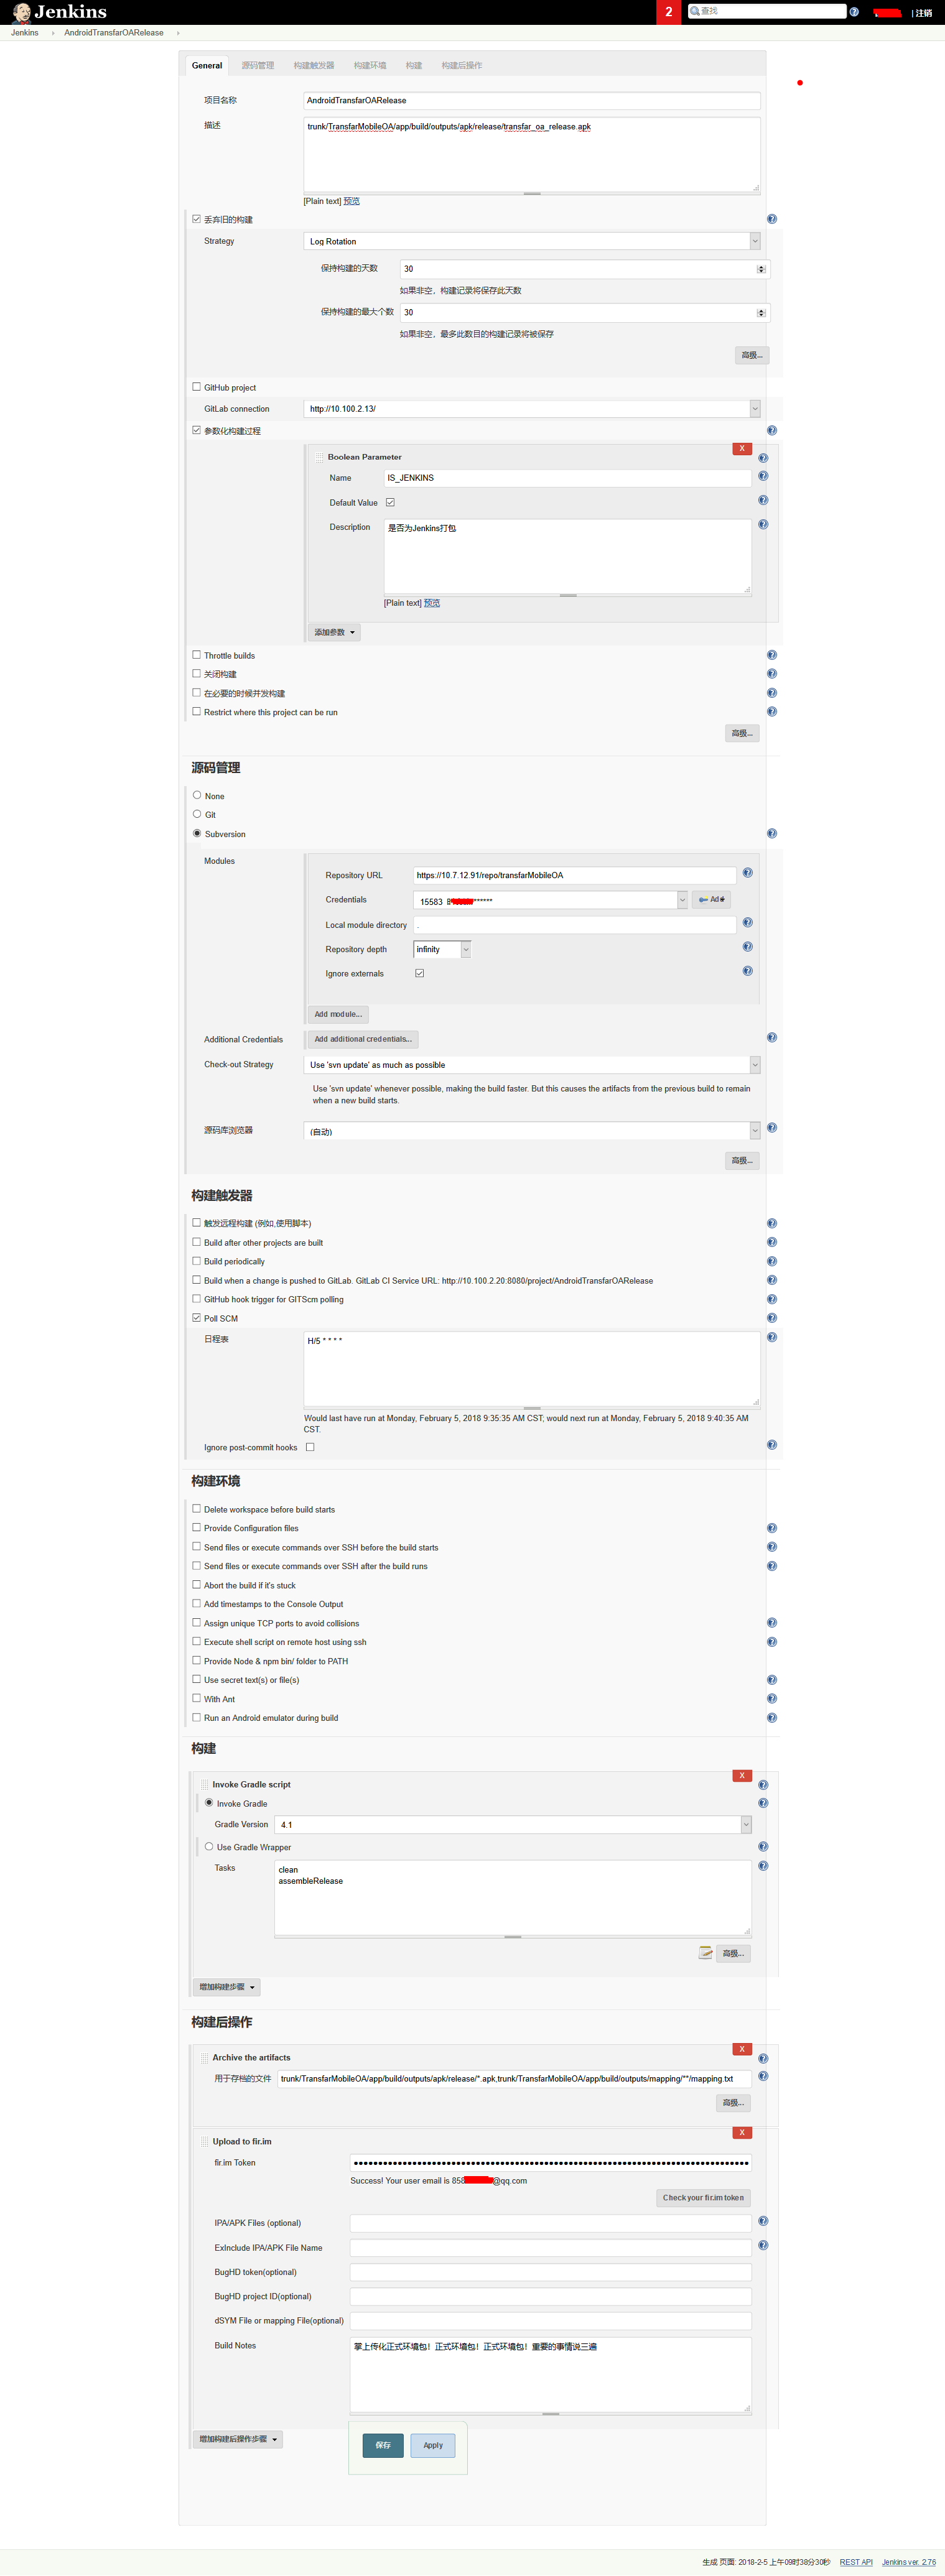 Jenkins
2
查找
| 注销
Jenkins
AndroidTransfarOARelease
General
源码管理
构建触发器
构建环境
构建
构建后操作
项目名称
AndroidTransfarOARelease
描述
trunk/TransfarMobileOA/app/build/outputs/apk/release/transfar_oa_release.apk
[Plain text] 预览
丢弃旧的构建
Strategy
Log Rotation
保持构建的天数
30
如果非空，构建记录将保存此天数
保持构建的最大个数
30
如果非空，最多此数目的构建记录将被保存
高级...
GitHub project
GitLab connection
http://10.100.2.13/
参数化构建过程
X
Boolean Parameter
Name
IS_JENKINS
Default Value
Description
是否为Jenkins打包
[Plain text] 预览
添加参数
Throttle builds
关闭构建
在必要的时候并发构建
Restrict where this project can be run
高级...
源码管理
None
Git
Subversion
Modules
Repository URL
https://10.7.12.91/repo/transfarMobileOA
Credentials
15583
******
Add
Local module directory
.
Repository depth
infinity
Ignore externals
Add module...
Additional Credentials
Add additional credentials...
Check-out Strategy
Use 'svn update' as much as possible
Use 'svn update' whenever possible, making the build faster. But this causes the artifacts from the previous build to remain
when a new build starts.
源码库浏览器
(自动)
高级...
构建触发器
触发远程构建 (例如,使用脚本)
Build after other projects are built
Build periodically
Build when a change is pushed to GitLab. GitLab CI Service URL: http://10.100.2.20:8080/project/AndroidTransfarOARelease
GitHub hook trigger for GITScm polling
Poll SCM
日程表
H/5 * * * *
Would last have run at Monday, February 5, 2018 9:35:35 AM CST; would next run at Monday, February 5, 2018 9:40:35 AM
CST.
Ignore post-commit hooks
构建环境
Delete workspace before build starts
Provide Configuration files
Send files or execute commands over SSH before the build starts
Send files or execute commands over SSH after the build runs
Abort the build if it's stuck
Add timestamps to the Console Output
Assign unique TCP ports to avoid collisions
Execute shell script on remote host using ssh
Provide Node & npm bin/ folder to PATH
Use secret text(s) or file(s)
With Ant
Run an Android emulator during build
构建
X
Invoke Gradle script
Invoke Gradle
Gradle Version
4.1
Use Gradle Wrapper
Tasks
clean
assembleRelease
高级...
增加构建步骤
构建后操作
X
Archive the artifacts
用于存档的文件
trunk/TransfarMobileOA/app/build/outputs/apk/release/*.apk,trunk/TransfarMobileOA/app/build/outputs/mapping/**/mapping.txt
高级...
X
Upload to fir.im
fir.im Token
Success! Your user email is 858
@qq.com
Check your fir.im token
IPA/APK Files (optional)
ExInclude IPA/APK File Name
BugHD token(optional)
BugHD project ID(optional)
dSYM File or mapping File(optional)
Build Notes
掌上传化正式环境包！正式环境包！正式环境包！重要的事情说三遍
增加构建后操作步骤
保存
Apply
生成 页面: 2018-2-5 上午09时38分30秒
REST API
Jenkins ver. 2.76